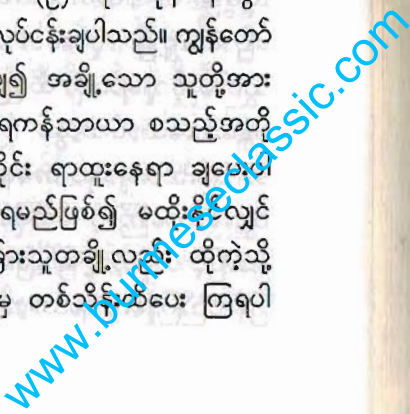 လုပ်ငန်းချပါသည်။ ကျွန်တော်
၍ အချို့သော သူတို့အား
ရကန်သာယာ စသည့်အတို
ိုင်း ရာထူးနေရာ ချပေးပါ
ရမည်ဖြစ်၍ မထိုးနိုင်လျှင်
ခြားသူတချို့လည်း ထိုကဲ့သို့
မှ တစ်သိန်းထိပေး ကြရပါ
www.burmeseclassic.com